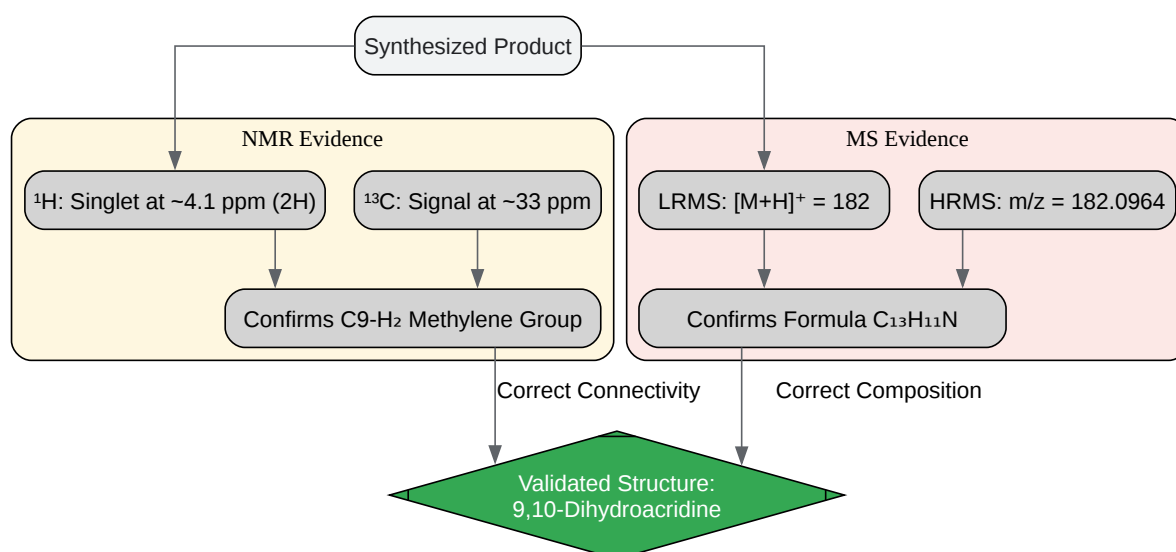 Synthesized Product
NMR Evidence
MS Evidence
¹H: Singlet at ~4.1 ppm (2H)
¹³C: Signal at ~33 ppm
LRMS: [M+H]⁺ = 182
HRMS: m/z = 182.0964
Confirms C9-H₂ Methylene Group
Confirms Formula C₁₃H₁₁N
Correct Connectivity
Correct Composition
Validated Structure:
9,10-Dihydroacridine